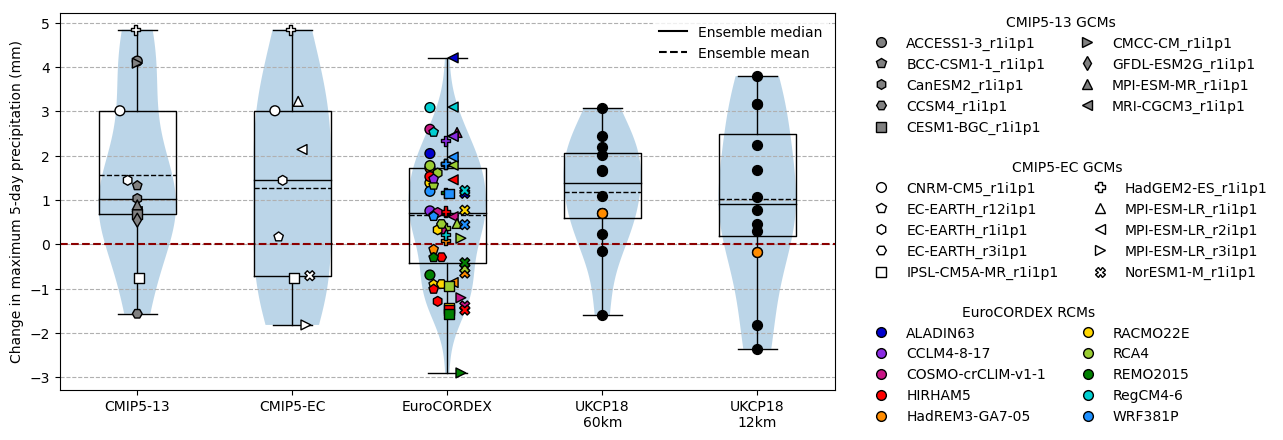 Change in maximum 5-day precipitation (mm)
5
4
3
2
1
0
−1
−2
−3
Ensemble median
Ensemble mean
CMIP5-13
CMIP5-EC
EuroCORDEX
UKCP18
60km
UKCP18
12km
CMIP5-13 GCMs
ACCESS1-3_r1i1p1
BCC-CSM1-1_r1i1p1
CanESM2_r1i1p1
CCSM4_r1i1p1
CESM1-BGC_r1i1p1
CMCC-CM_r1i1p1
GFDL-ESM2G_r1i1p1
MPI-ESM-MR_r1i1p1
MRI-CGCM3_r1i1p1
CMIP5-EC GCMs
CNRM-CM5_r1i1p1
EC-EARTH_r12i1p1
EC-EARTH_r1i1p1
EC-EARTH_r3i1p1
IPSL-CM5A-MR_r1i1p1
HadGEM2-ES_r1i1p1
MPI-ESM-LR_r1i1p1
MPI-ESM-LR_r2i1p1
MPI-ESM-LR_r3i1p1
NorESM1-M_r1i1p1
EuroCORDEX RCMs
ALADIN63
CCLM4-8-17
COSMO-crCLIM-v1-1
HIRHAM5
HadREM3-GA7-05
RACMO22E
RCA4
REMO2015
RegCM4-6
WRF381P